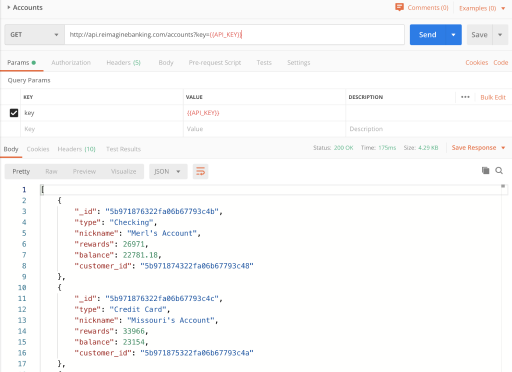 Accounts
Comments (0)
Examples (0)
GET
http://api.reimaginebanking.com/accounts?key={{API_KEY}}
Send
Save
Params
Authorization
Headers (5)
Body
Pre-request Script
Tests
Settings
Cookies
Code
Query Params
KEY
VALUE
DESCRIPTION
Bulk Edit
key
{{API_KEY}}
Key
Value
Description
Body
Cookies
Headers (10)
Test Results
Status: 200 OK
Time: 175ms
Size: 4.29 KB
Save Response
Pretty
Raw
Preview
Visualize
JSON
1 [
2 {
3 "_id": "5b971876322fa06b67793c4b",
4 "type": "Checking",
5 "nickname": "Merl's Account",
6 "rewards": 26971,
7 "balance": 22781.18,
8 "customer_id": "5b971874322fa06b67793c48"
9 },
10 {
11 "_id": "5b971876322fa06b67793c4c",
12 "type": "Credit Card",
13 "nickname": "Missouri's Account",
14 "rewards": 33966,
15 "balance": 23154,
16 "customer_id": "5b971875322fa06b67793c4a"
17 },